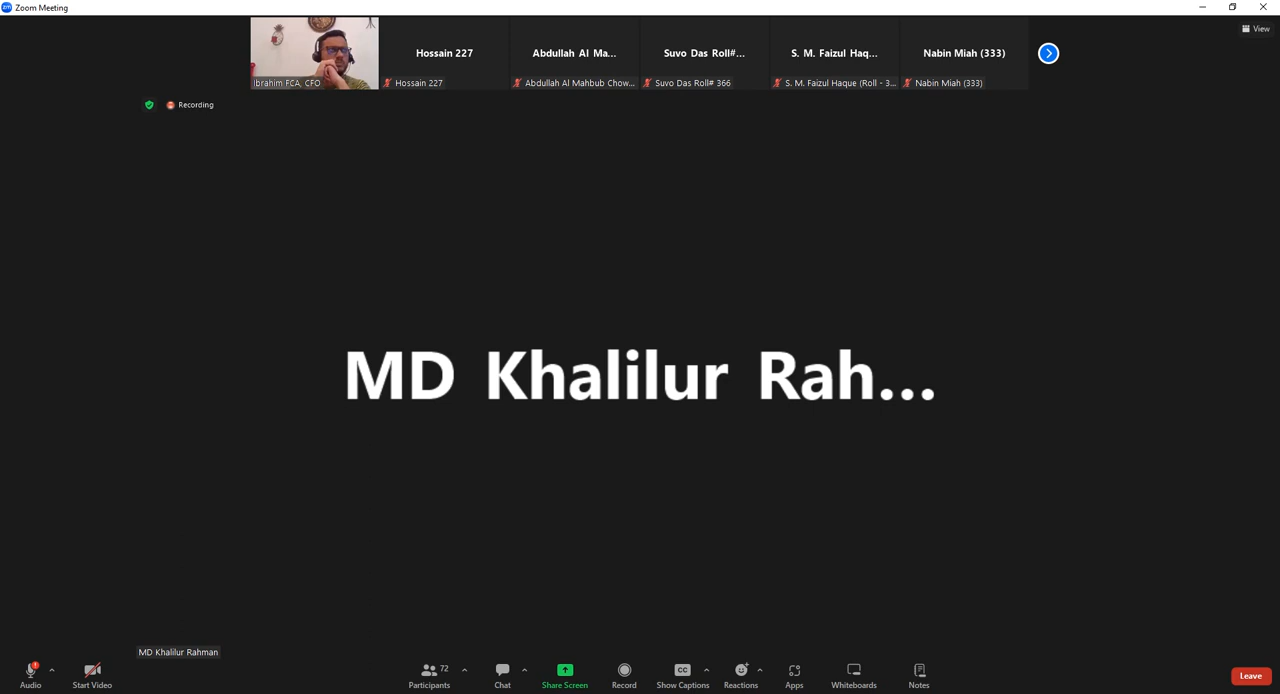 zm Zoom Meeting
View
Hossain 227
Abdullah Al Ma...
Suvo Das Roll#...
S. M. Faizul Haq...
Nabin Miah (333)
Ibrahim FCA, CFO
Hossain 227
Abdullah Al Mahbub Chow...
Suvo Das Roll# 366
S. M. Faizul Haque (Roll - 3...
Nabin Miah (333)
Recording
MD Khalilur Rah...
MD Khalilur Rahman
72
CC
Audio
Start Video
Participants
Chat
Share Screen
Record
Show Captions
Reactions
Apps
Whiteboards
Notes
Leave